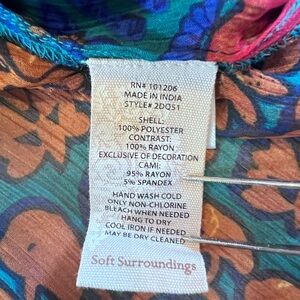 RN# 101206
MADE IN INDIA
STYLE# 2DQ51
SHELL:
100% POLYESTER
CONTRAST:
100% RAYON
EXCLUSIVE OF DECORATION
CAMI:
95% RAYON
5% SPANDEX
HAND WASH COLD
ONLY NON-CHLORINE
BLEACH WHEN NEEDED
HANG TO DRY
COOL IRON IF NEEDED
MAY BE DRY CLEANED
Soft Surroundings